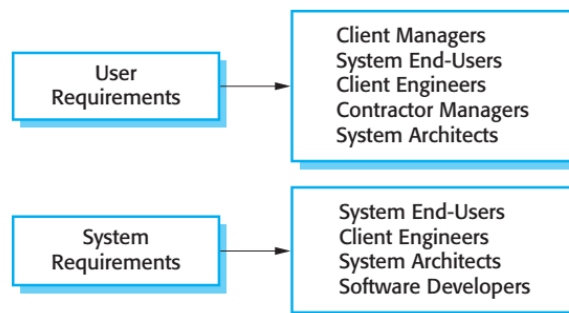 User
Requirements
Client Managers
System End-Users
Client Engineers
Contractor Managers
System Architects
System
Requirements
System End-Users
Client Engineers
System Architects
Software Developers